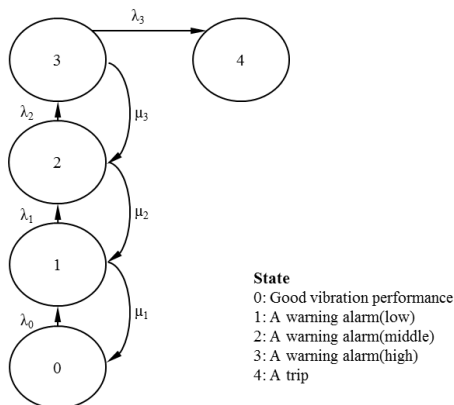 λ3
3
4
λ2
μ3
2
λ1
μ2
1
λ0
μ1
0
State
0: Good vibration performance
1: A warning alarm(low)
2: A warning alarm(middle)
3: A warning alarm(high)
4: A trip